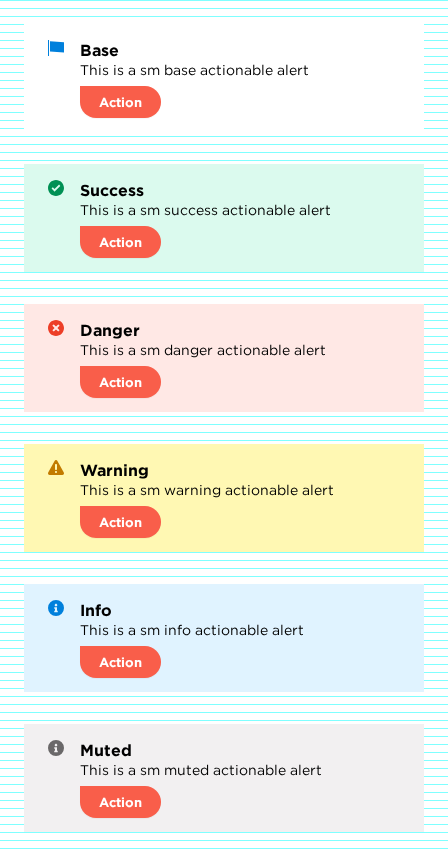 Base
This is a sm base actionable alert
Action
Success
This is a sm success actionable alert
Action
Danger
This is a sm danger actionable alert
Action
Warning
This is a sm warning actionable alert
Action
Info
This is a sm info actionable alert
Action
Muted
This is a sm muted actionable alert
Action